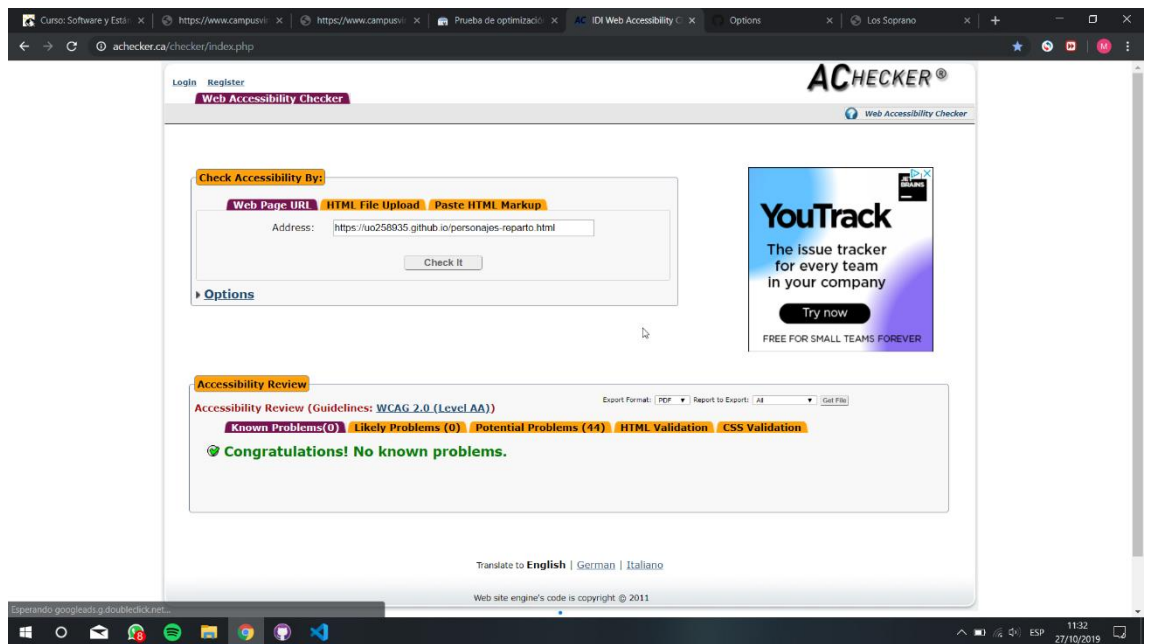 Curso: Software y Están
https://www.campusvir
https://www.campusvir
Prueba de optimizació
IDI Web Accessibility C
Options
Los Soprano
achecker.ca/checker/index.php
M
Login Register
ACHECKER ®
Web Accessibility Checker
Web Accessibility Checker
Check Accessibility By:
Web Page URL HTML File Upload Paste HTML Markup
Address: https://uo258935.github.io/personajes-reparto.html
Check It
Options
JET
BRAINS
YouTrack
The issue tracker
for every team
in your company
Try now
FREE FOR SMALL TEAMS FOREVER
Accessibility Review
Accessibility Review (Guidelines: WCAG 2.0 (Level AA))
Export Format: PDF Report to Export: All Get File
Known Problems(0) Likely Problems (0) Potential Problems (44) HTML Validation CSS Validation
Congratulations! No known problems.
Translate to English | German | Italiano
Web site engine's code is copyright © 2011
Esperando googleads.g.doubleclick.net...
ESP
11:32
27/10/2019